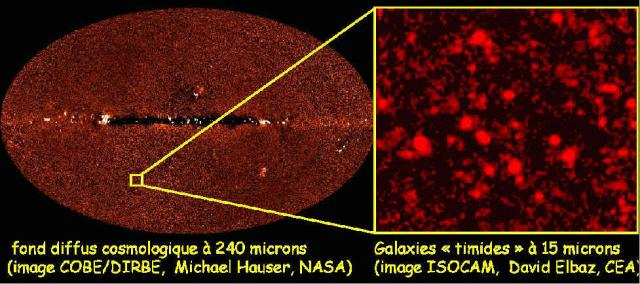 fond diffus cosmologique à 240 microns
(image COBE/DIRBE, Michael Hauser, NASA)
Galaxies « timides » à 15 microns
(image ISOCAM, David Elbaz, CEA)